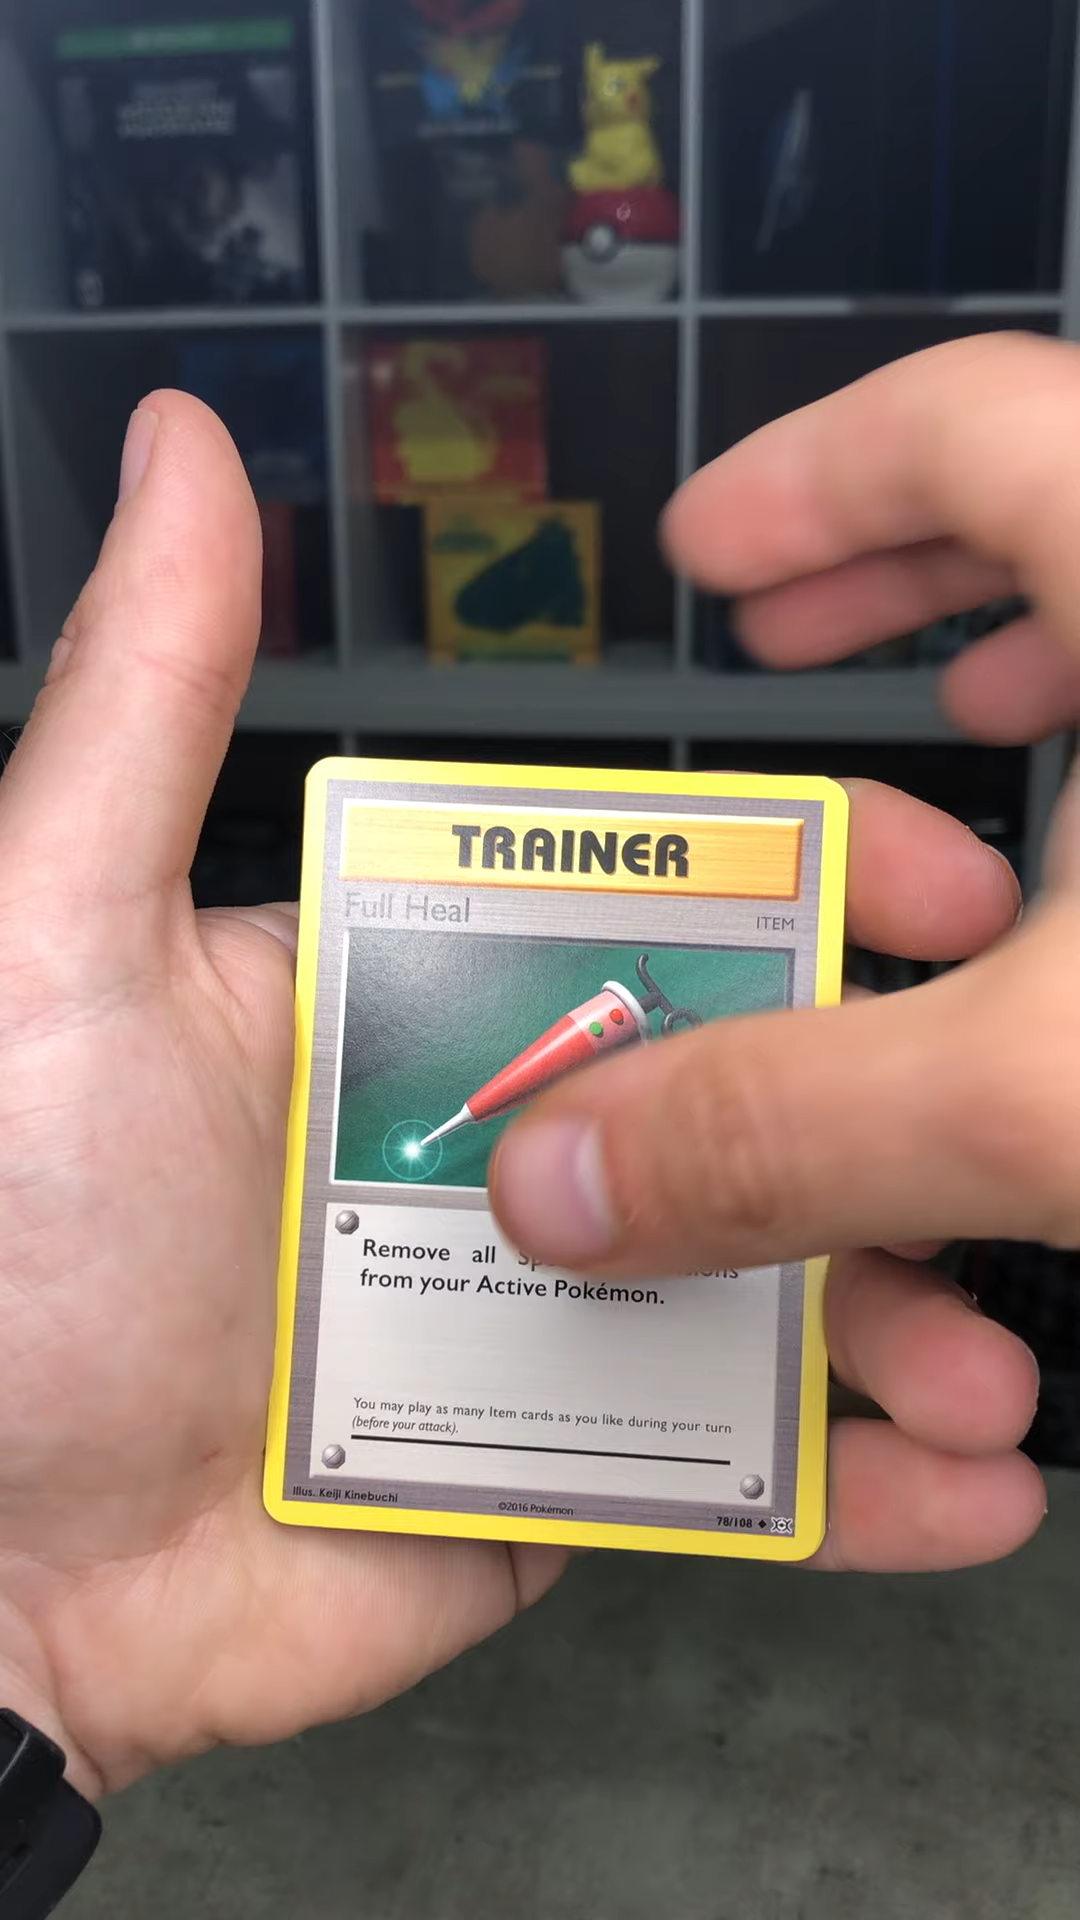 TRAINER
Full Heal
ITEM
Remove all
from your Active Pokémon.
You may play as many Item cards as you like during your turn
(before your attack).
Illus. Keiji Kinebuchi
©2016 Pokémon
78/108